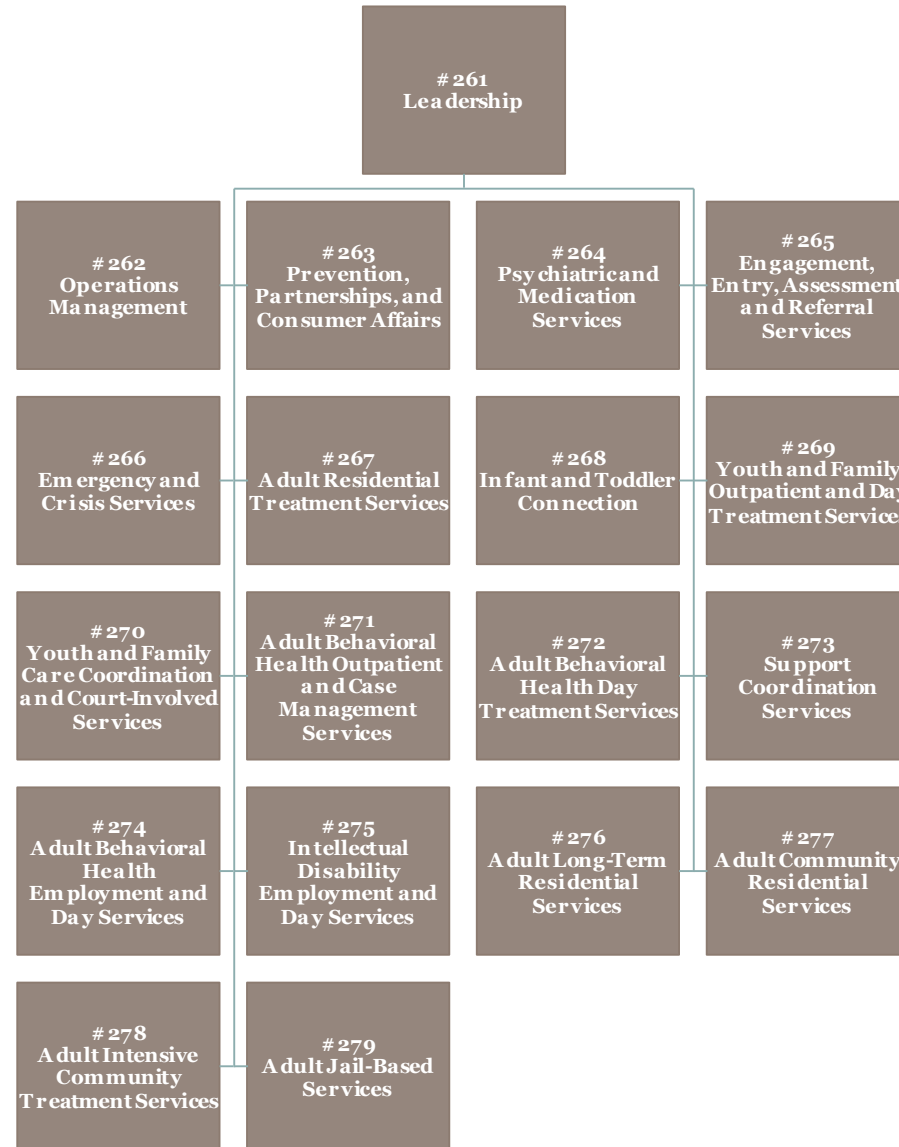 #261
Leadership
#262
Operations
Management
#263
Prevention,
Partnerships, and
Consumer Affairs
#264
Psychiatric and
Medication
Services
#265
Engagement,
Entry, Assessment
and Referral
Services
#266
Emergency and
Crisis Services
#267
Adult Residential
Treatment Services
#268
Infant and Toddler
Connection
#269
Youth and Family
Outpatient and Day
Treatment Services
#270
Youth and Family
Care Coordination
and Court-Involved
Services
#271
Adult Behavioral
Health Outpatient
and Case
Management
Services
#272
Adult Behavioral
Health Day
Treatment Services
#273
Support
Coordination
Services
#274
Adult Behavioral
Health
Employment and
Day Services
#275
Intellectual
Disability
Employment and
Day Services
#276
Adult Long-Term
Residential
Services
#277
Adult Community
Residential
Services
#278
Adult Intensive
Community
Treatment Services
#279
Adult Jail-Based
Services